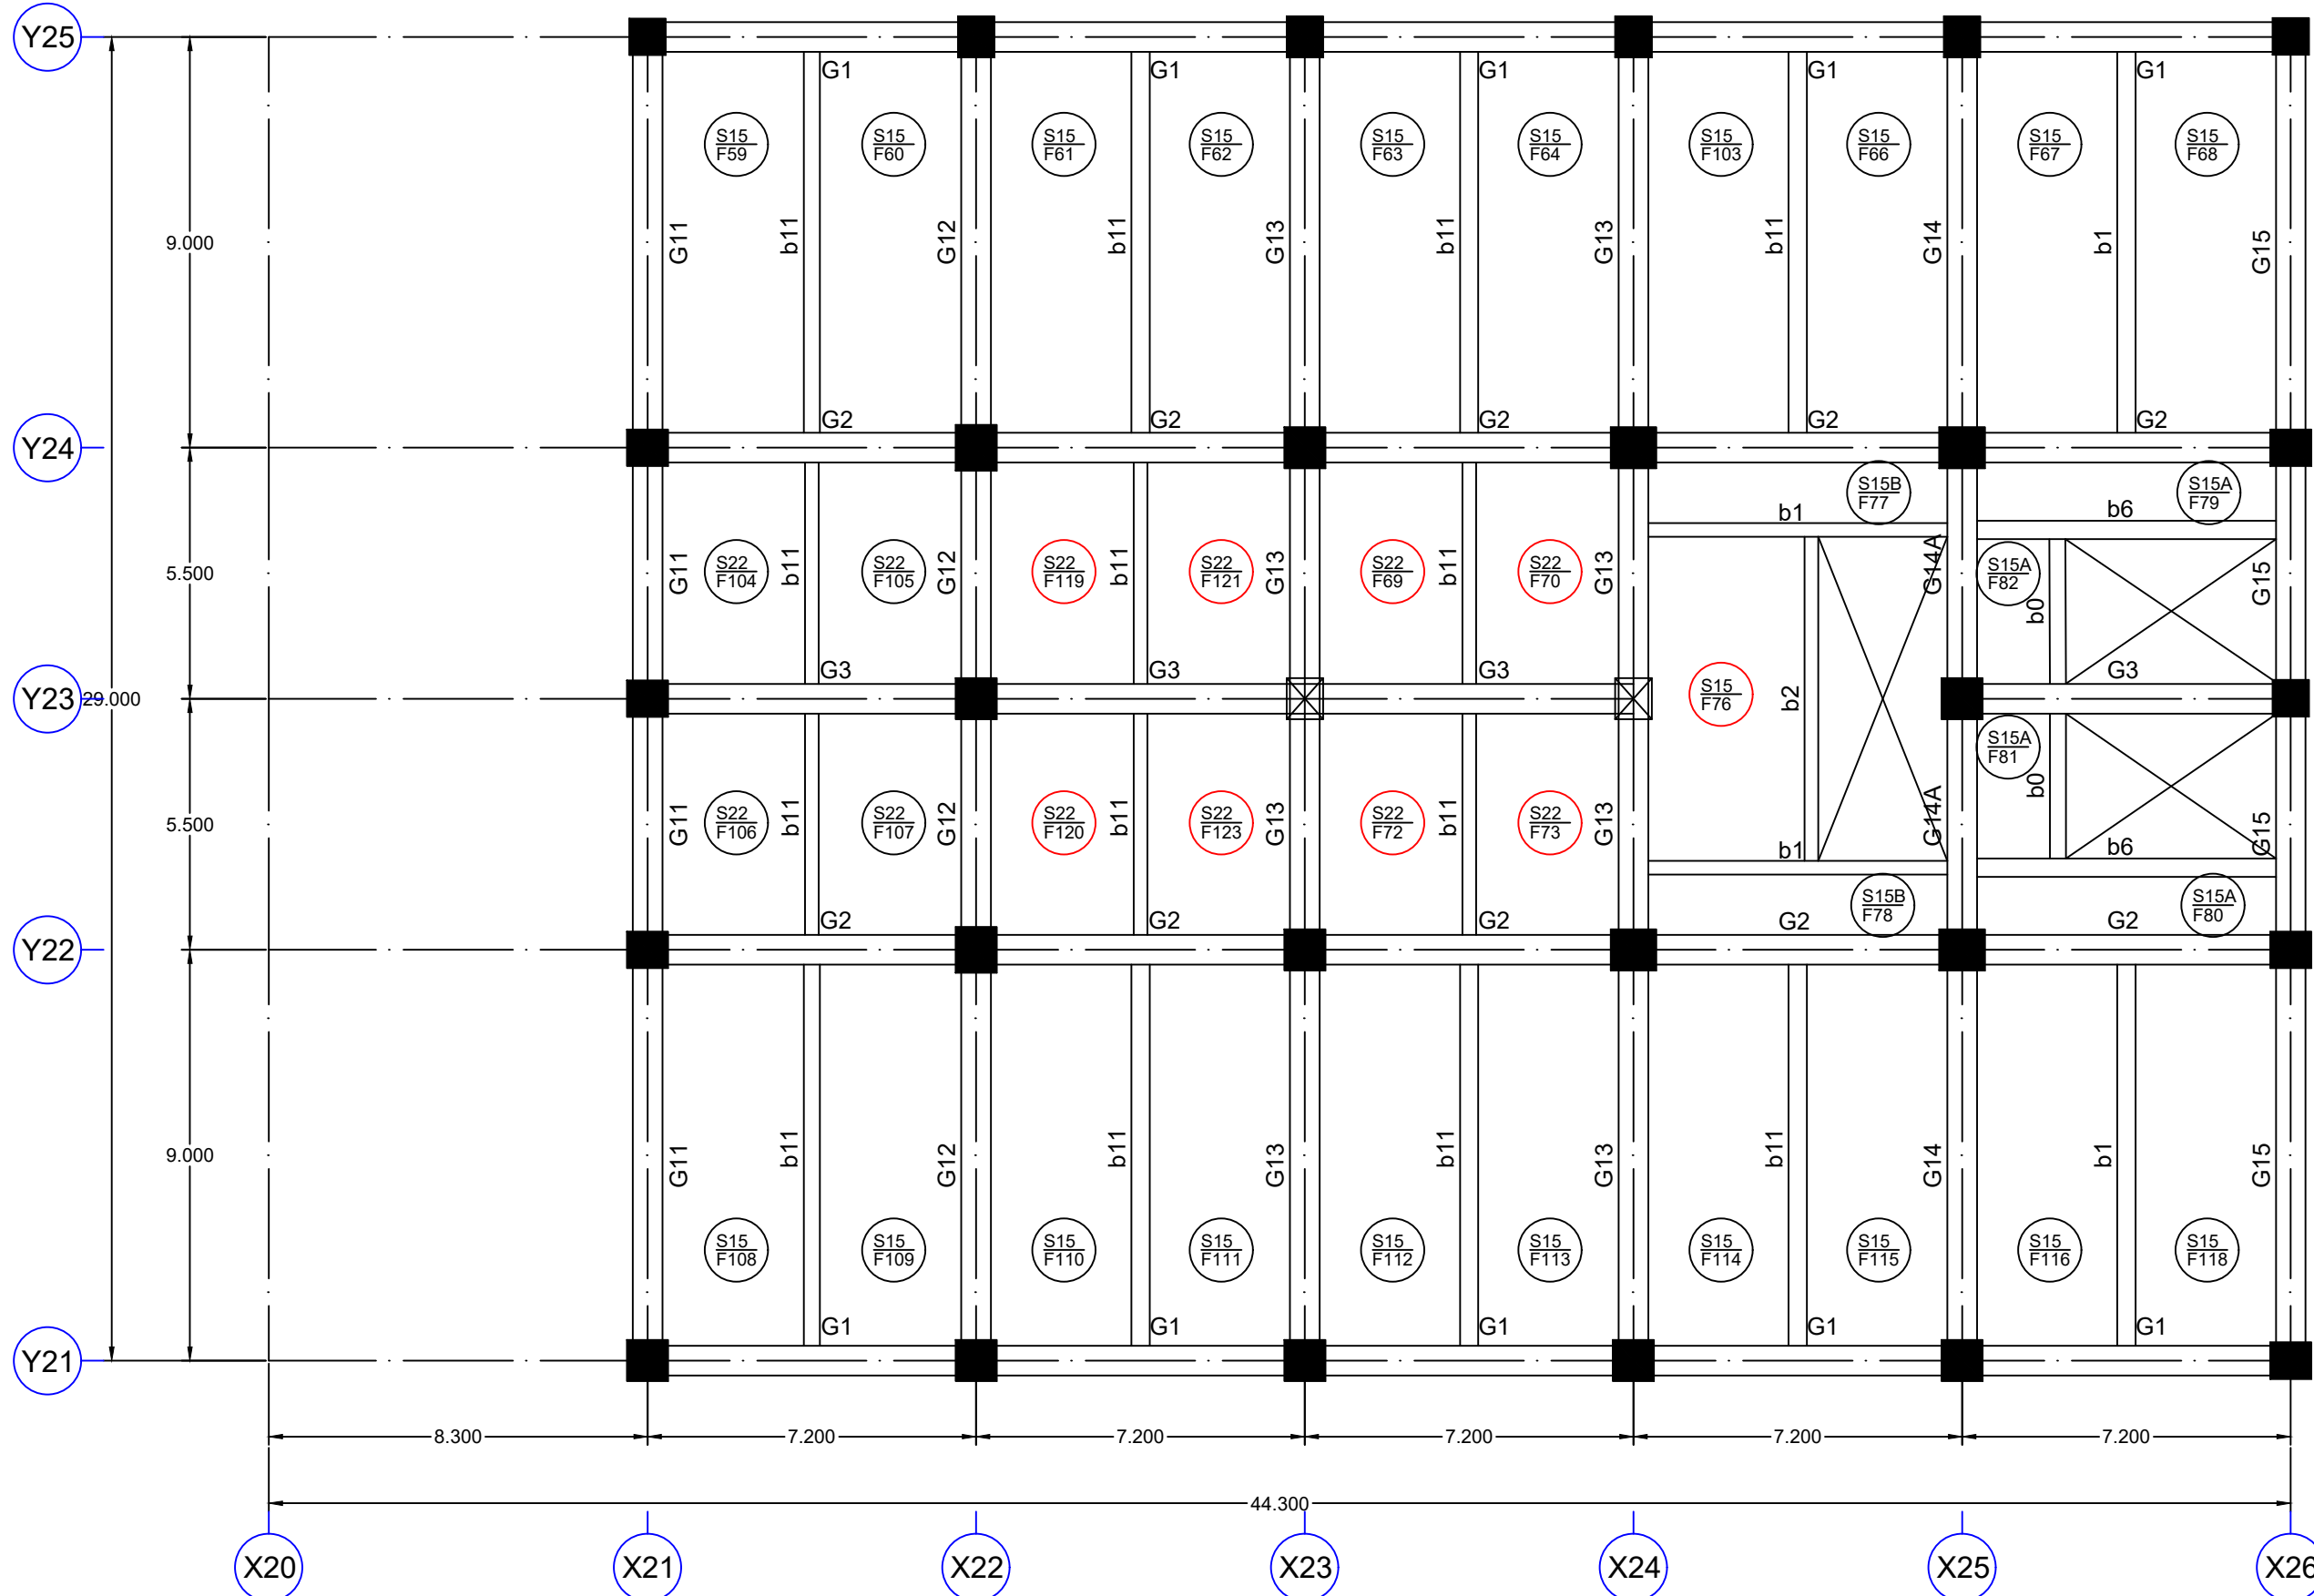 Y25
G1 G1 G1 G1 G1
S15 S15 S15 S15 S15 S15 S15 S15 S15 S15
F59 F60 F61 F62 F63 F64 F103 F66 F67 F68
9.000 G11 b11 G12 b11 G13 b11 G13 b11 G14 b1 G15
G2 G2 G2 G2 G2
Y24
S15B S15A
F77 F79
b1 b6
S22 S22 S22 S22 S22 S22 S15A
F104 F105 F119 F121 F69 F70 F82
5.500 G11 b11 G12 b11 G13 b11 G13 G14A b0 G15
G3 G3 G3 G3
Y23 29.000
S15
F76
b2
S15A
F81
b0
S22 S22 S22 S22 S22 S22
F106 F107 F120 F123 F72 F73
5.500 G11 b11 G12 b11 G13 b11 G13 G14A G15
b1 b6
S15B S15A
F78 F80
G2 G2 G2 G2 G2
Y22
9.000 G11 b11 G12 b11 G13 b11 G13 b11 G14 b1 G15
S15 S15 S15 S15 S15 S15 S15 S15 S15 S15
F108 F109 F110 F111 F112 F113 F114 F115 F116 F118
G1 G1 G1 G1 G1
Y21
8.300 7.200 7.200 7.200 7.200 7.200
44.300
X20 X21 X22 X23 X24 X25 X26